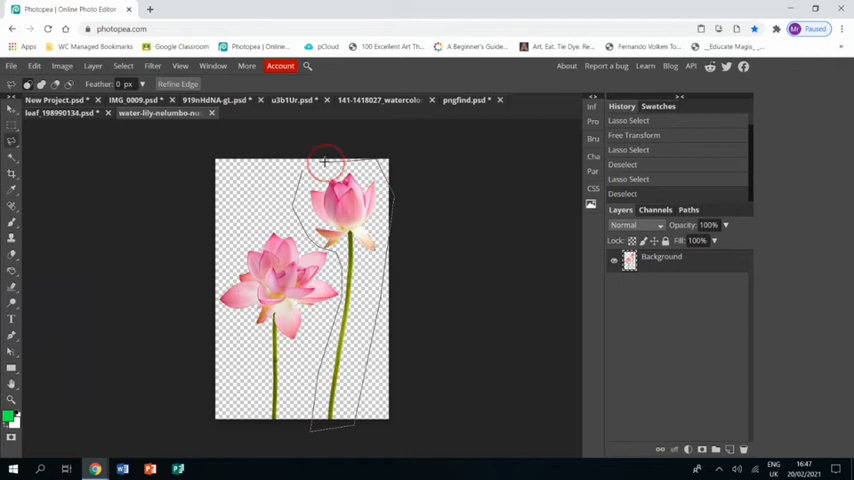 Photopea | Online Photo Editor
photopea.com
Paused
Apps
WC Managed Bookmarks
Google Classroom
Photopea | Online...
pCloud
100 Excellent Art Th...
A Beginner's Guide...
Art. Eat. Tie Dye. Re...
Fernando Volken To...
__Educate Magis_...
File Edit Image Layer Select Filter View Window More Account
About Report a bug Learn Blog API
Feather: 0 px Refine Edge
New Project.psd * IMG_0009.psd * 919nHdNA-gL.psd * u3b1Ur.psd * 141-1418027_watercolo pngfind.psd *
leaf_198990134.psd * water-lily-nelumbo-nu
Inf
Pro
Bru
Cha
Par
CSS
History Swatches
Lasso Select
Free Transform
Lasso Select
Deselect
Lasso Select
Deselect
Layers Channels Paths
Normal Opacity: 100%
Lock: Fill: 100%
Background
ENG
UK
16:47
20/02/2021